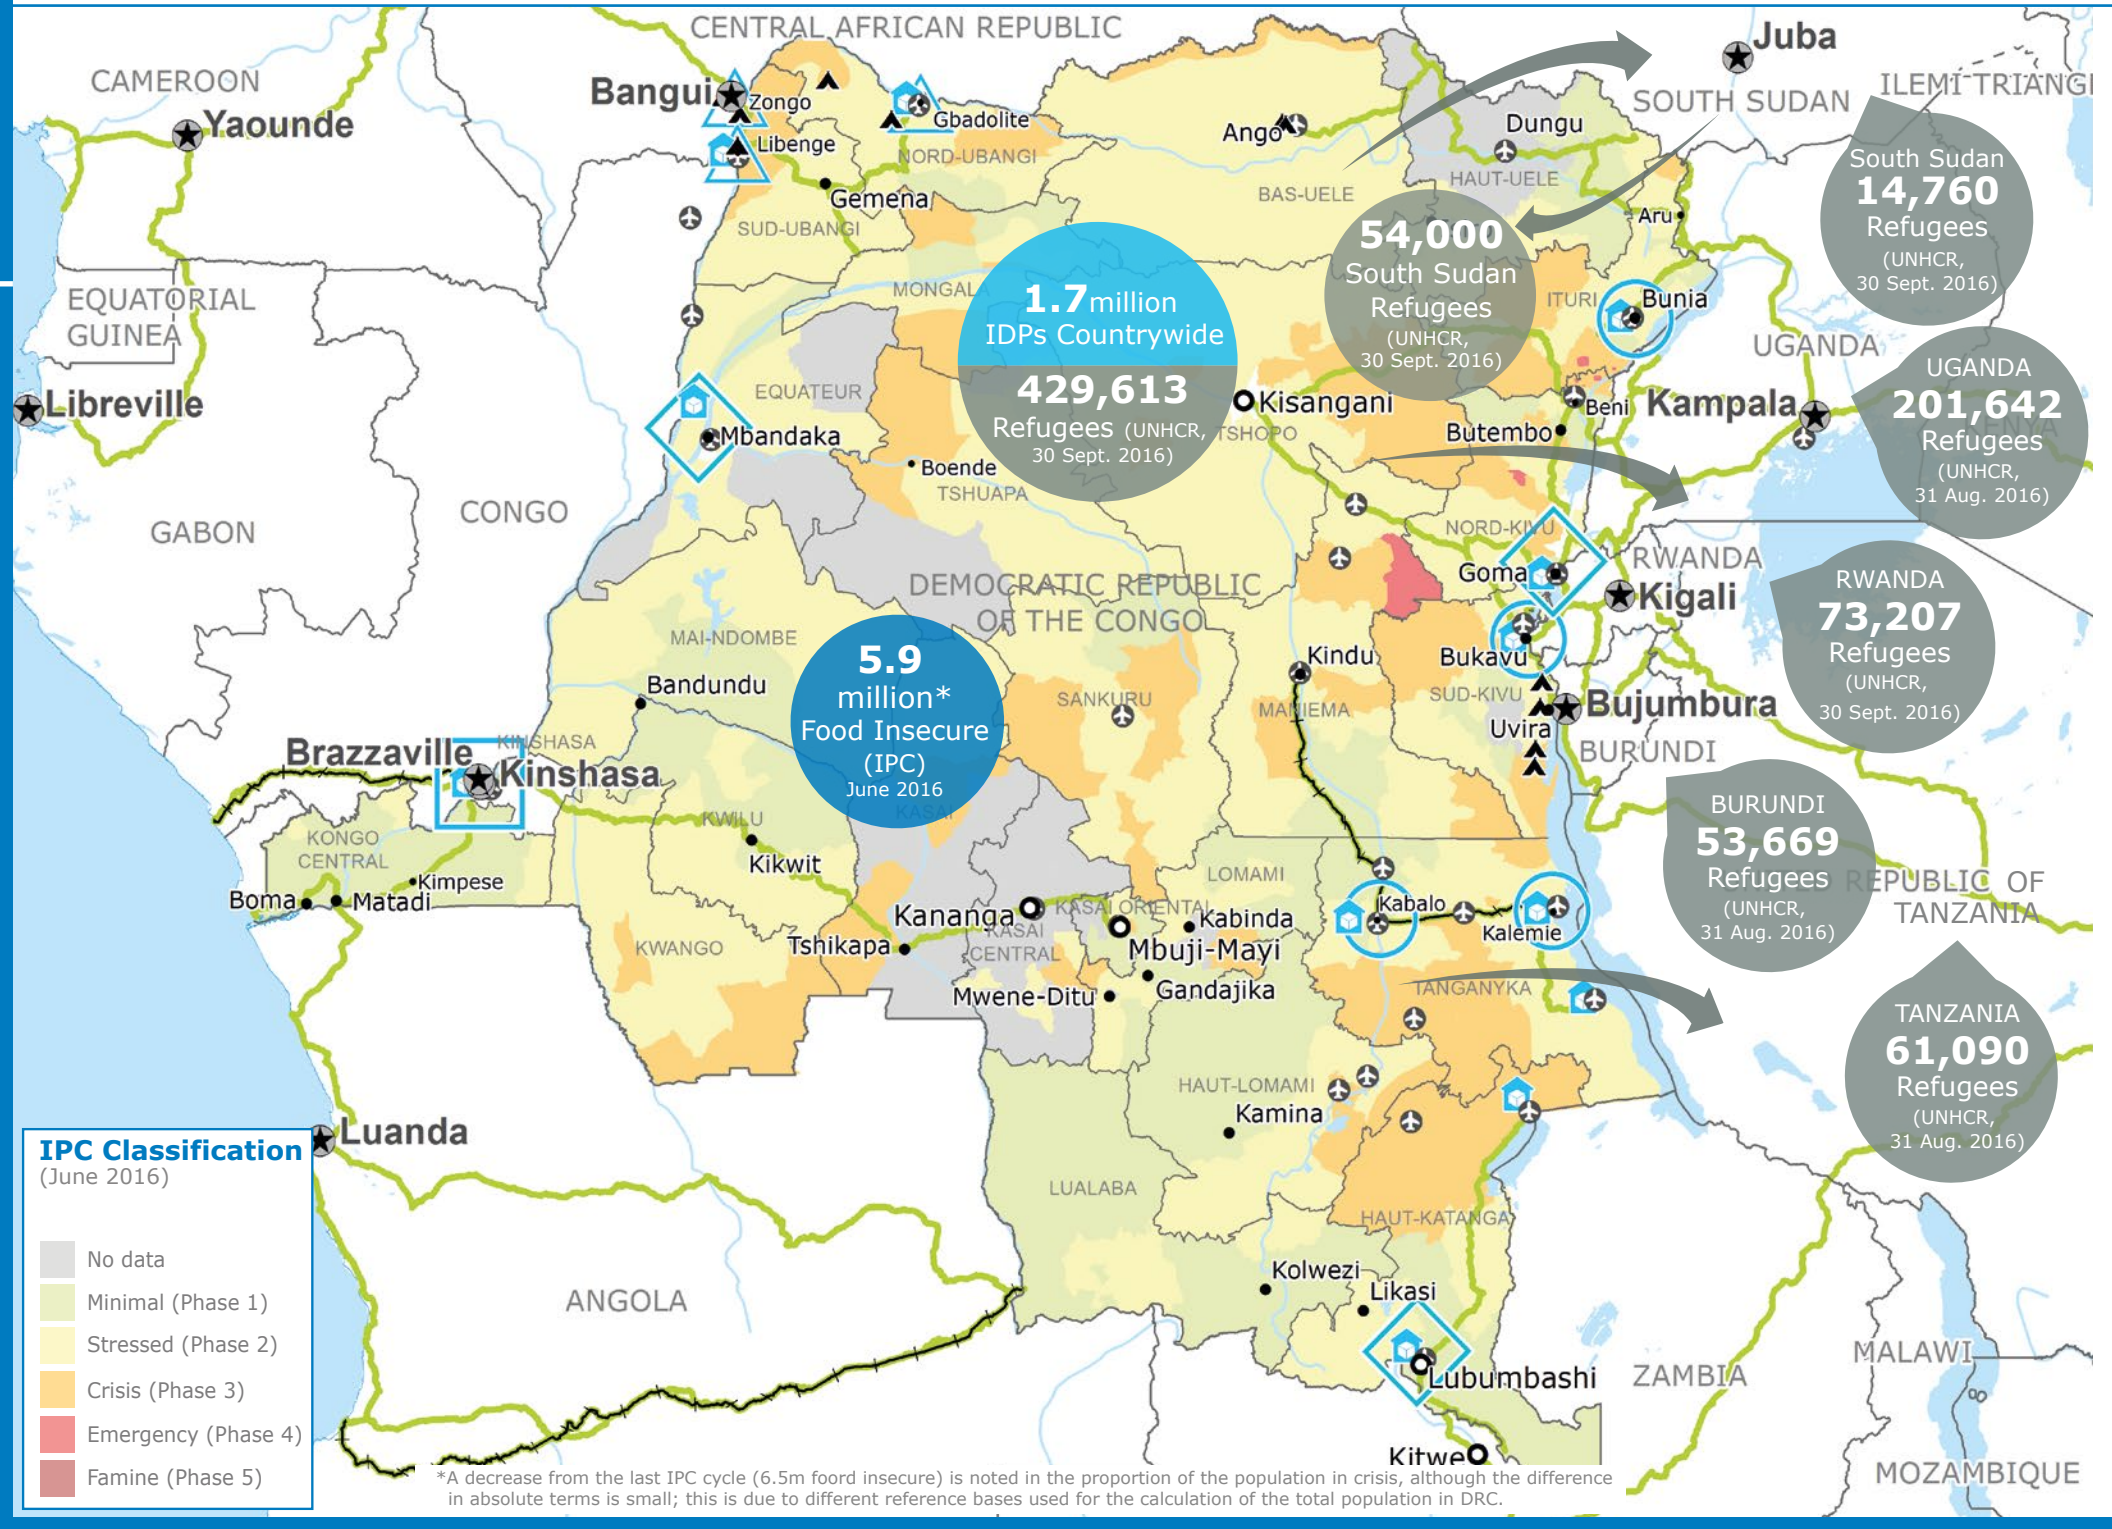 CENTRAL AFRICAN REPUBLIC
Juba
CAMEROON
ILEMI TRIANG
Bangui
Zongo
SOUTH SUDAN
Yaounde
Gbadolite
Ango
Dungu
Libenge
NORD-UBANGI
South Sudan
14,760
Refugees
(UNHCR,
30 Sept. 2016)
Gemena
BAS-UELE
HAUT-UELE
SUD-UBANGI
Aru
54,000
South Sudan
Refugees
(UNHCR,
30 Sept. 2016)
EQUATORIAL
GUINEA
MONGALA
1.7 million
IDPs Countrywide
429,613
Refugees (UNHCR,
30 Sept. 2016)
ITURI
Bunia
UGANDA
UGANDA
201,642
Refugees
(UNHCR,
31 Aug. 2016)
KENYA
Libreville
EQUATEUR
Kisangani
TSHOPO
Beni
Kampala
Butembo
Mbandaka
Boende
TSHUAPA
CONGO
GABON
NORD-KIVU
Goma
RWANDA
Kigali
RWANDA
73,207
Refugees
(UNHCR,
30 Sept. 2016)
DEMOCRATIC REPUBLIC
OF THE CONGO
MAI-NDOMBE
5.9
million*
Food Insecure
(IPC)
June 2016
Kindu
Bukavu
Bandundu
SANKURU
MANIEMA
SUD-KIVU
Bujumbura
Uvira
BURUNDI
Brazzaville
KINSHASA
Kinshasa
KASAI
KWILU
BURUNDI
53,669
Refugees
(UNHCR,
31 Aug. 2016)
KONGO
CENTRAL
Kikwit
LOMAMI
REPUBLIC OF
TANZANIA
Kimpese
Boma
Matadi
Kananga
KASAI ORIENTAL
Kabinda
Kabalo
KASAI
CENTRAL
Kalemie
KWANGO
Tshikapa
Mbuji-Mayi
Mwene-Ditu
Gandajika
TANGANYKA
TANZANIA
61,090
Refugees
(UNHCR,
31 Aug. 2016)
HAUT-LOMAMI
Kamina
Luanda
LUALABA
HAUT-KATANGA
IPC Classification
(June 2016)
No data
Minimal (Phase 1)
Stressed (Phase 2)
Crisis (Phase 3)
Emergency (Phase 4)
Famine (Phase 5)
Kolwezi
Likasi
ANGOLA
Lubumbashi
ZAMBIA
MALAWI
Kitwe
MOZAMBIQUE
*A decrease from the last IPC cycle (6.5m foord insecure) is noted in the proportion of the population in crisis, although the difference
in absolute terms is small; this is due to different reference bases used for the calculation of the total population in DRC.